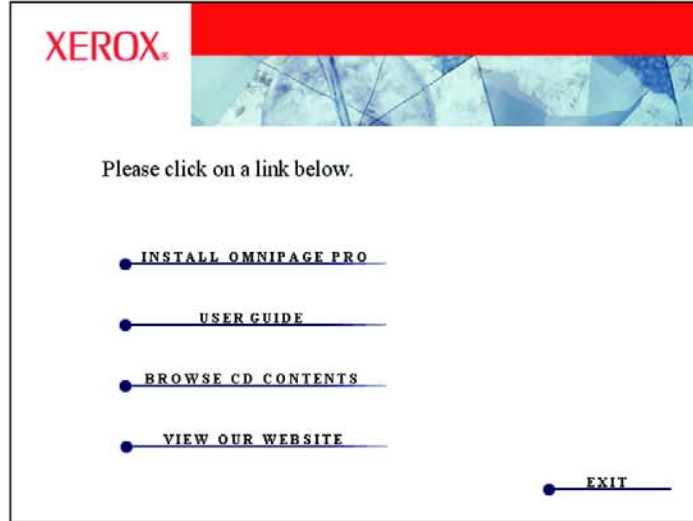 XEROX®
Please click on a link below.
INSTALL OMNIPAGE PRO
USER GUIDE
BROWSE CD CONTENTS
VIEW OUR WEBSITE
EXIT